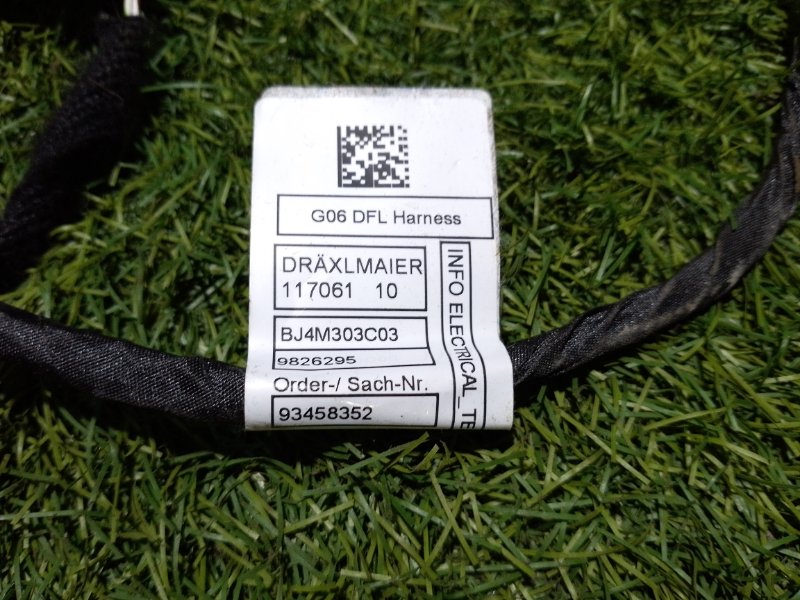 G06 DFL Harness
DRÄXLMAIER
117061 10
BJ4M303C03
9826295
Order-/ Sach-Nr.
93458352
INFO ELECTRICAL_TE